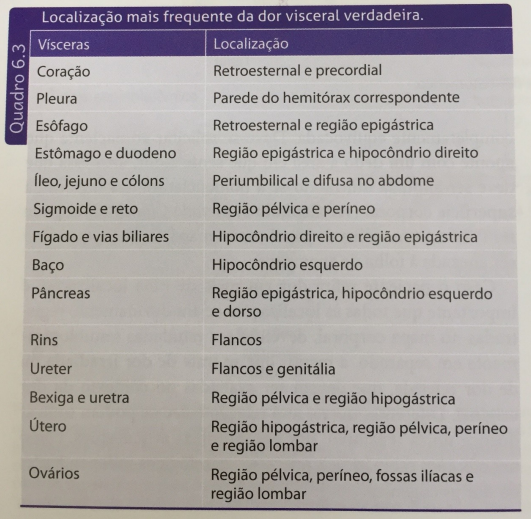 Quadro 6.3
Localização mais frequente da dor visceral verdadeira.
Vísceras Localização
Coração Retroesternal e precordial
Pleura Parede do hemitórax correspondente
Esôfago Retroesternal e região epigástrica
Estômago e duodeno Região epigástrica e hipocôndrio direito
Íleo, jejuno e cólons Periumbilical e difusa no abdome
Sigmoide e reto Região pélvica e períneo
Fígado e vias biliares Hipocôndrio direito e região epigástrica
Baço Hipocôndrio esquerdo
Pâncreas Região epigástrica, hipocôndrio esquerdo
e dorso
Rins Flancos
Ureter Flancos e genitália
Bexiga e uretra Região pélvica e região hipogástrica
Útero Região hipogástrica, região pélvica, períneo
e região lombar
Ovários Região pélvica, períneo, fossas ilíacas e
região lombar